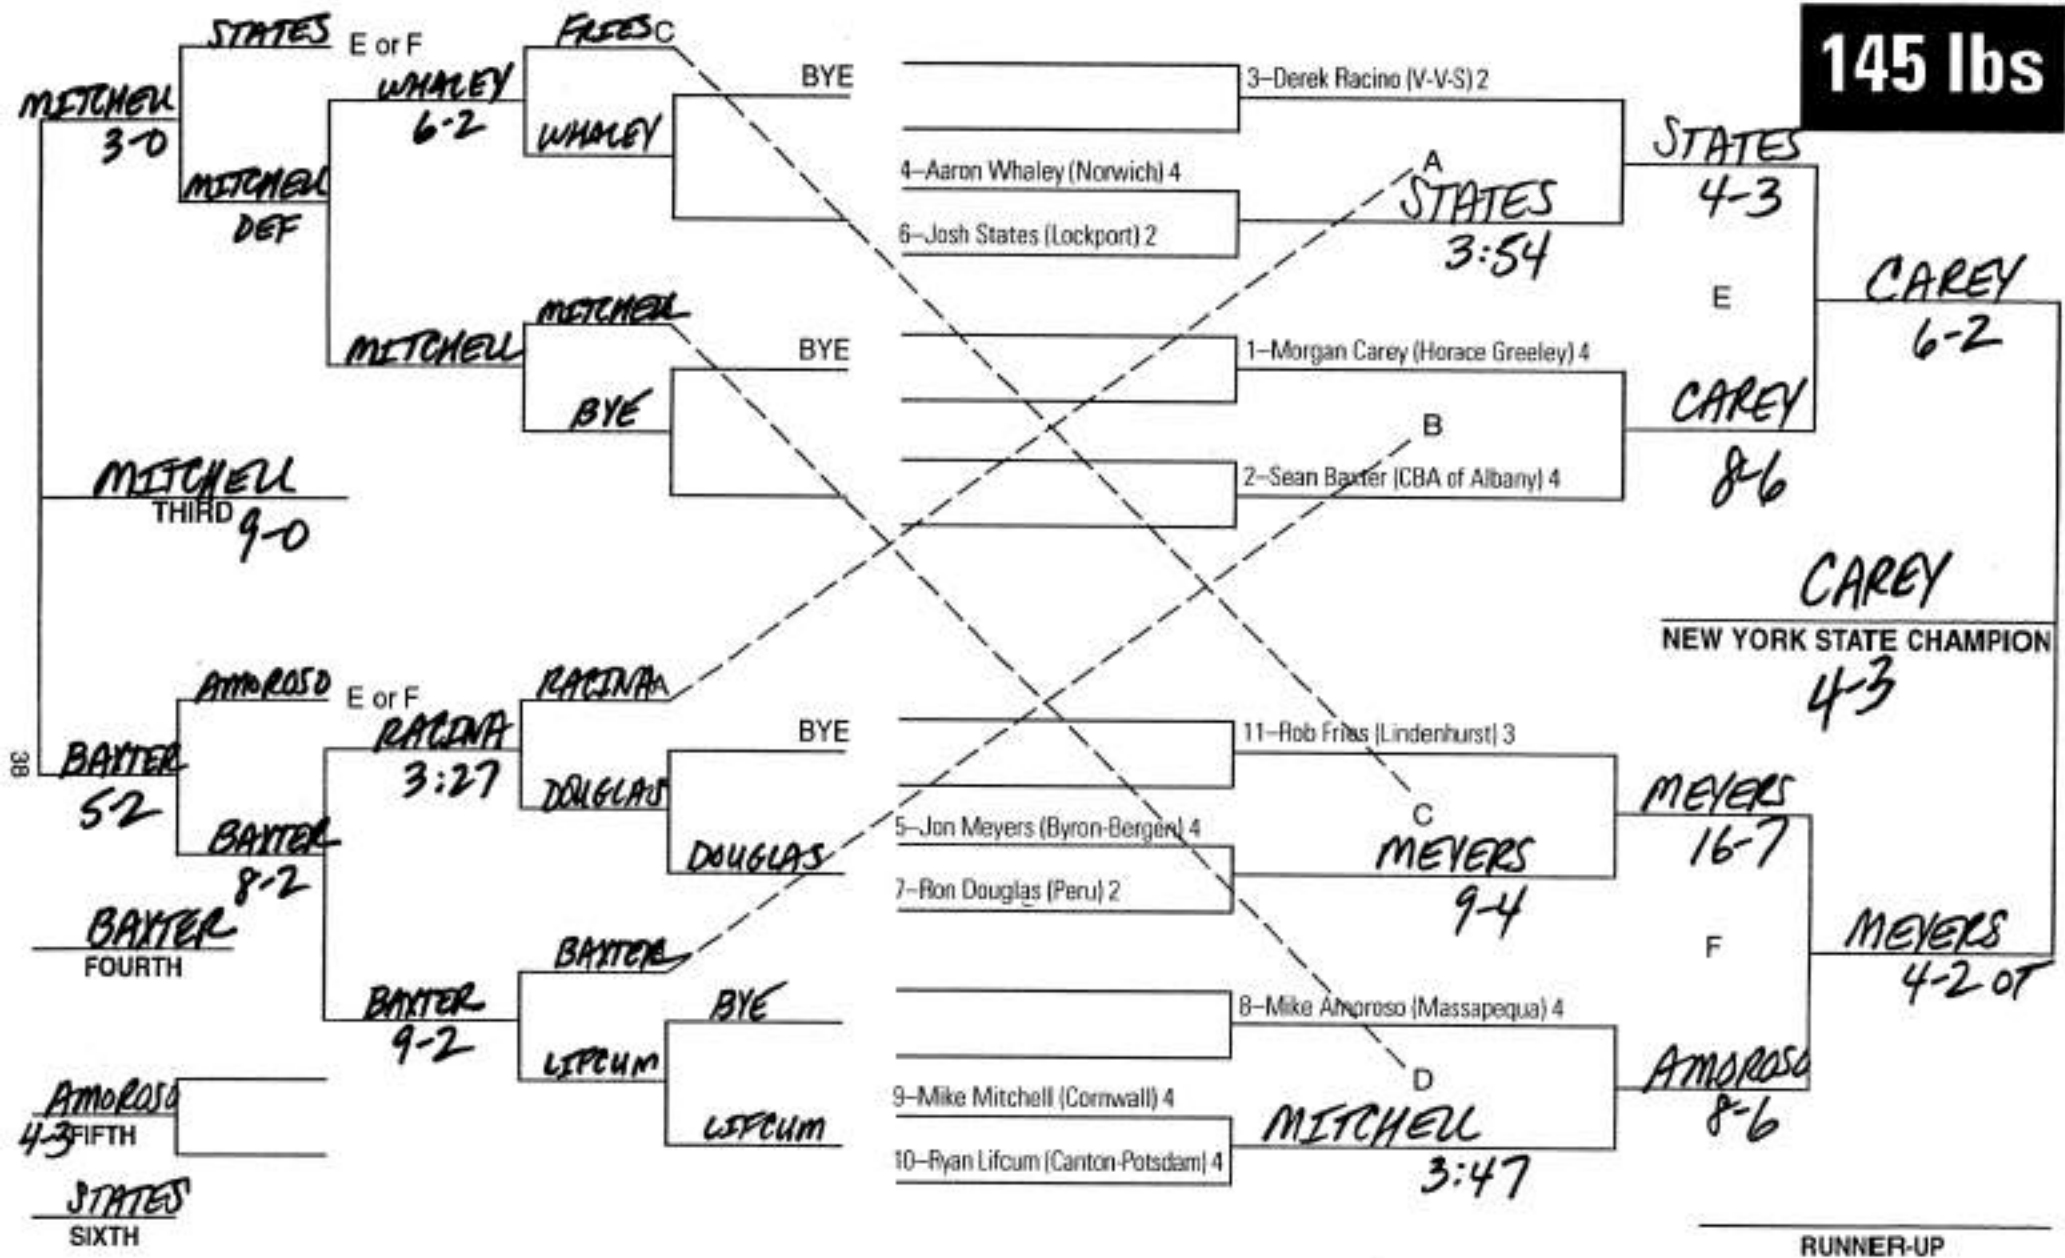 145 lbs
STATES
E or F
MITCHELL
3-0
MITCHELL
DEF
WHALEY
6-2
FRIES C
WHALEY
MITCHELL
MITCHELL
BYE
MITCHELL
THIRD
9-0
AMOROSO
E or F
BAXTER
5-2
BAXTER
8-2
RACINA
3:27
RACINA A
DOUGLAS
DOUGLAS
BAXTER
FOURTH
BAXTER
9-2
BAXTER
LIFCUM
BYE
LIFCUM
AMOROSO
4-3 FIFTH
STATES
SIXTH
38
BYE
BYE
BYE
3–Derek Racino (V-V-S) 2
4–Aaron Whaley (Norwich) 4
6–Josh States (Lockport) 2
A
STATES
3:54
STATES
4-3
1–Morgan Carey (Horace Greeley) 4
B
2–Sean Baxter (CBA of Albany) 4
CAREY
8-6
E
CAREY
6-2
CAREY
NEW YORK STATE CHAMPION
4-3
11–Rob Fries (Lindenhurst) 3
5–Jon Meyers (Byron-Bergen) 4
7–Ron Douglas (Peru) 2
C
MEYERS
9-4
MEYERS
16-7
8–Mike Amoroso (Massapequa) 4
9–Mike Mitchell (Cornwall) 4
10–Ryan Lifcum (Canton-Potsdam) 4
D
MITCHELL
3:47
AMOROSO
8-6
F
MEYERS
4-2 OT
RUNNER-UP